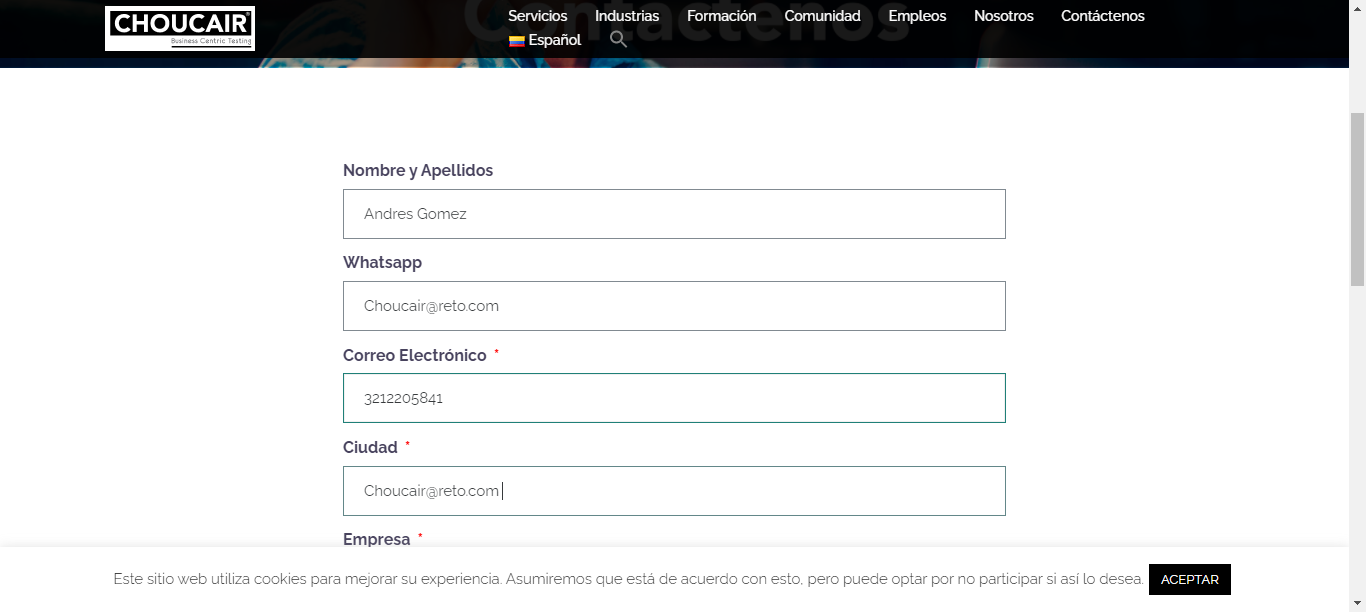 CHOUCAIR
Business Centric Testing
Servicios Industrias Formación Comunidad Empleos Nosotros Contáctenos
Español
Contáctenos
Nombre y Apellidos
Andres Gomez
Whatsapp
Choucair@reto.com
Correo Electrónico *
3212205841
Ciudad *
Choucair@reto.com
Empresa *
Este sitio web utiliza cookies para mejorar su experiencia. Asumiremos que está de acuerdo con esto, pero puede optar por no participar si así lo desea. ACEPTAR